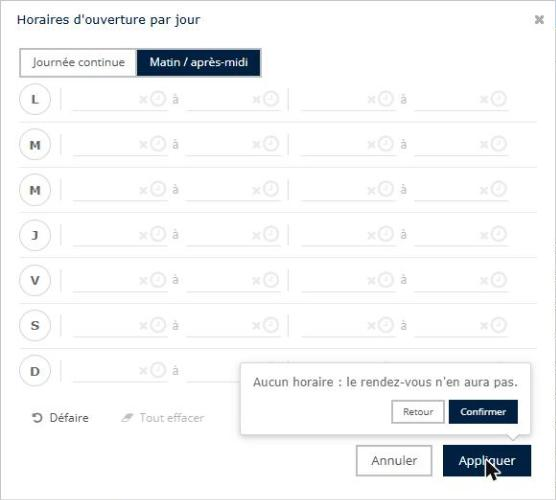 Horaires d'ouverture par jour
Journée continue Matin / après-midi
L à à
M à à
M à à
J à à
V à à
S à à
D à
Aucun horaire : le rendez-vous n'en aura pas.
Retour Confirmer
Défaire Tout effacer
Annuler Appliquer